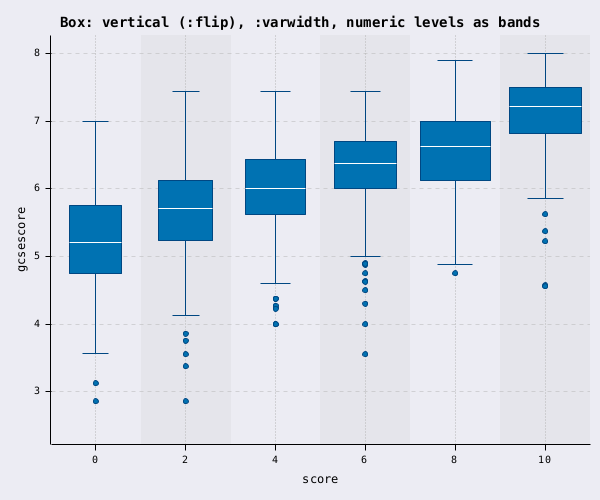 Box: vertical (:flip), :varwidth, numeric levels as bands
8
7
6
5
4
3
gcsescore
0 2 4 6 8 10
score